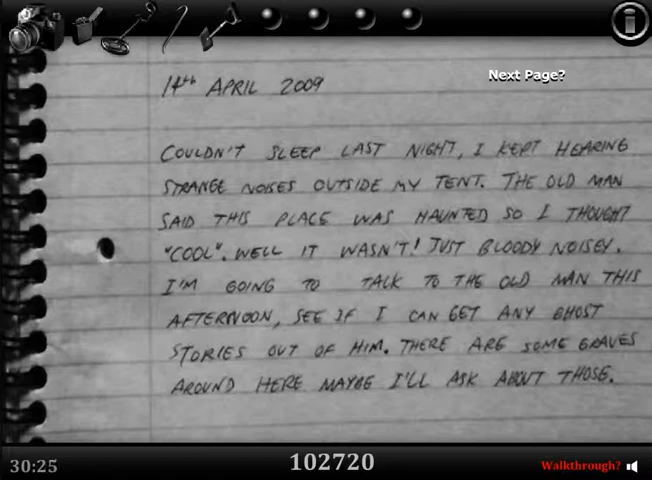 Next Page?
14th APRIL 2009
COULDN'T SLEEP LAST NIGHT, I KEPT HEARING
STRANGE NOISES OUTSIDE MY TENT. THE OLD MAN
SAID THIS PLACE WAS HAUNTED SO I THOUGHT
"COOL". WELL IT WASN'T! JUST BLOODY NOISEY.
I'M GOING TO TALK TO THE OLD MAN THIS
AFTERNOON, SEE IF I CAN GET ANY GHOST
STORIES OUT OF HIM. THERE ARE SOME GRAVES
AROUND HERE MAYBE I'LL ASK ABOUT THOSE.
30:25
102720
Walkthrough?